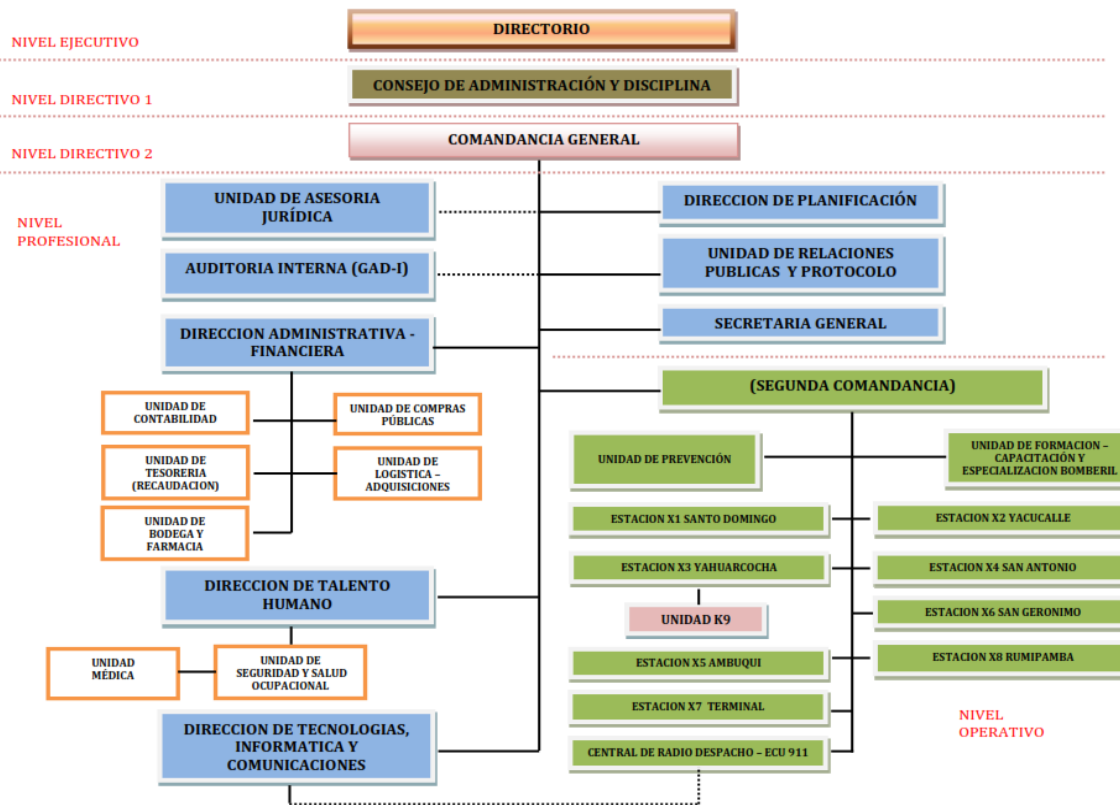 DIRECTORIO
NIVEL EJECUTIVO
CONSEJO DE ADMINISTRACIÓN Y DISCIPLINA
NIVEL DIRECTIVO 1
COMANDANCIA GENERAL
NIVEL DIRECTIVO 2
NIVEL
PROFESIONAL
UNIDAD DE ASESORIA
JURÍDICA
DIRECCION DE PLANIFICACIÓN
AUDITORIA INTERNA (GAD-I)
UNIDAD DE RELACIONES
PUBLICAS Y PROTOCOLO
SECRETARIA GENERAL
DIRECCION ADMINISTRATIVA -
FINANCIERA
UNIDAD DE
CONTABILIDAD
UNIDAD DE COMPRAS
PÚBLICAS
UNIDAD DE
TESORERIA
(RECAUDACION)
UNIDAD DE
LOGISTICA –
ADQUISICIONES
UNIDAD DE
BODEGA Y
FARMACIA
DIRECCION DE TALENTO
HUMANO
UNIDAD
MÉDICA
UNIDAD DE
SEGURIDAD Y SALUD
OCUPACIONAL
DIRECCION DE TECNOLOGIAS,
INFORMATICA Y
COMUNICACIONES
(SEGUNDA COMANDANCIA)
UNIDAD DE PREVENCIÓN
UNIDAD DE FORMACION –
CAPACITACIÓN Y
ESPECIALIZACION BOMBERIL
ESTACION X1 SANTO DOMINGO
ESTACION X2 YACUCALLE
ESTACION X3 YAHUARCOCHA
ESTACION X4 SAN ANTONIO
UNIDAD K9
ESTACION X6 SAN GERONIMO
ESTACION X5 AMBUQUI
ESTACION X8 RUMIPAMBA
ESTACION X7 TERMINAL
CENTRAL DE RADIO DESPACHO – ECU 911
NIVEL
OPERATIVO